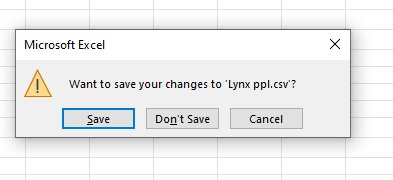 Microsoft Excel
Want to save your changes to 'Lynx ppl.csv'?
Save
Don't Save
Cancel